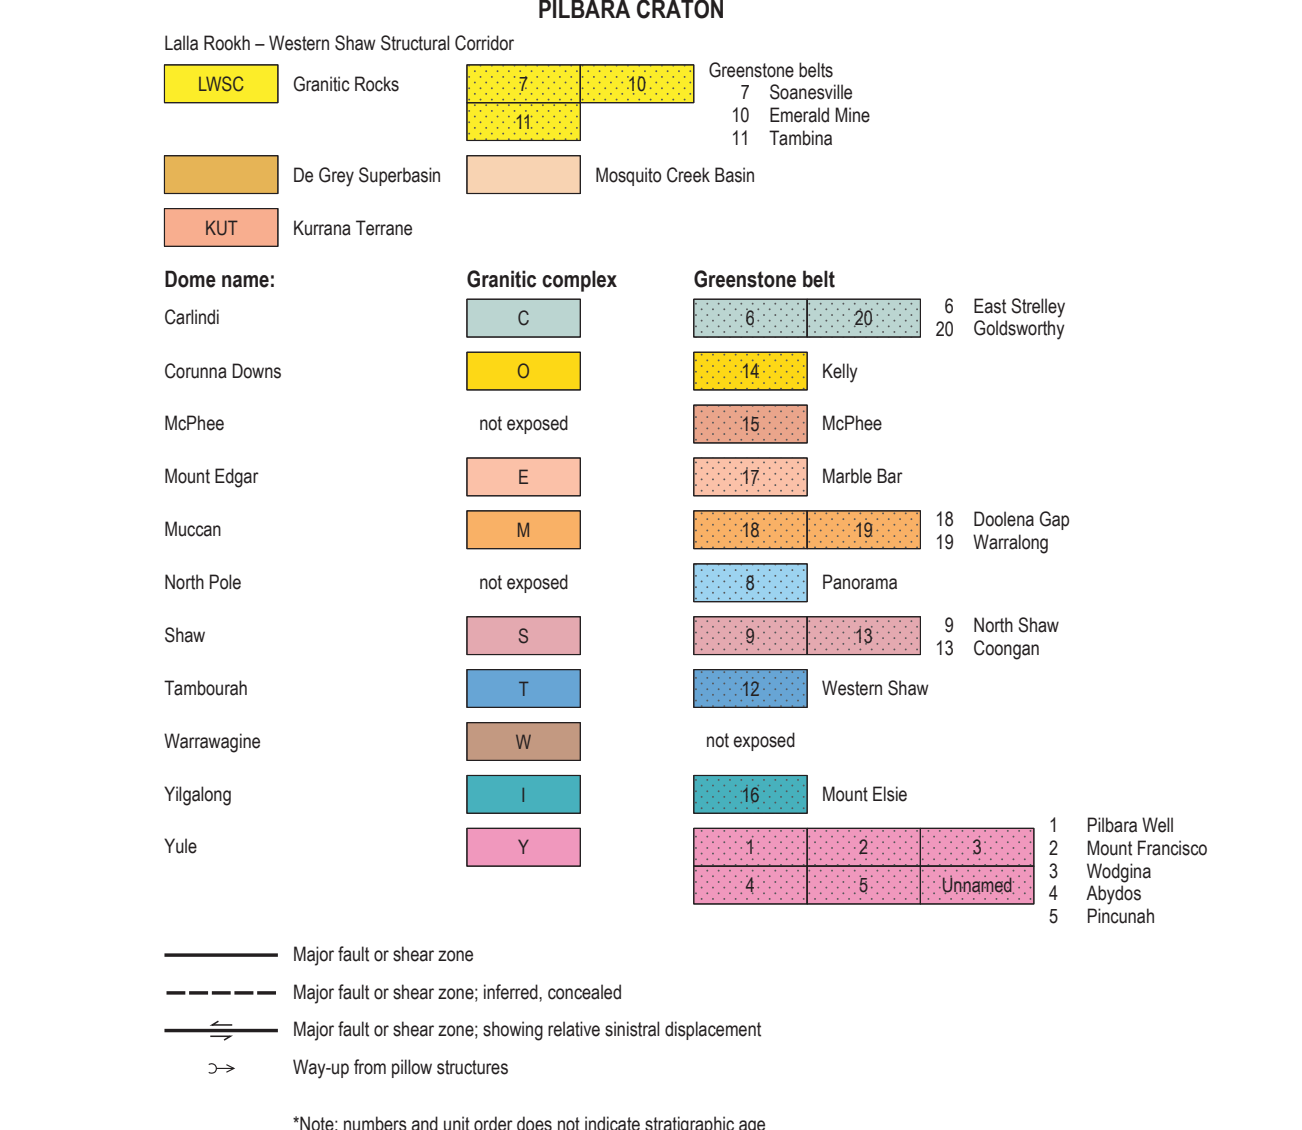 PILBARA CRATON
Lalla Rookh – Western Shaw Structural Corridor
LWSC Granitic Rocks 7 10 Greenstone belts
7 Soanesville
11 10 Emerald Mine
11 Tambina
De Grey Superbasin Mosquito Creek Basin
KUT Kurrana Terrane
Dome name: Granitic complex Greenstone belt
Carlindi C 6 20 6 East Strelley
20 Goldsworthy
Corunna Downs O 14 Kelly
McPhee not exposed 15 McPhee
Mount Edgar E 17 Marble Bar
Muccan M 18 19 18 Doolena Gap
19 Warralong
North Pole not exposed 8 Panorama
Shaw S 9 13 9 North Shaw
13 Coongan
Tambourah T 12 Western Shaw
Warrawagine W not exposed
Yilgalong I 16 Mount Elsie
Yule Y 1 2 3 1 Pilbara Well
2 Mount Francisco
3 Wodgina
4 5 Unnamed 4 Abydos
5 Pincunah
Major fault or shear zone
Major fault or shear zone; inferred, concealed
Major fault or shear zone; showing relative sinistral displacement
Way-up from pillow structures
*Note: numbers and unit order does not indicate stratigraphic age